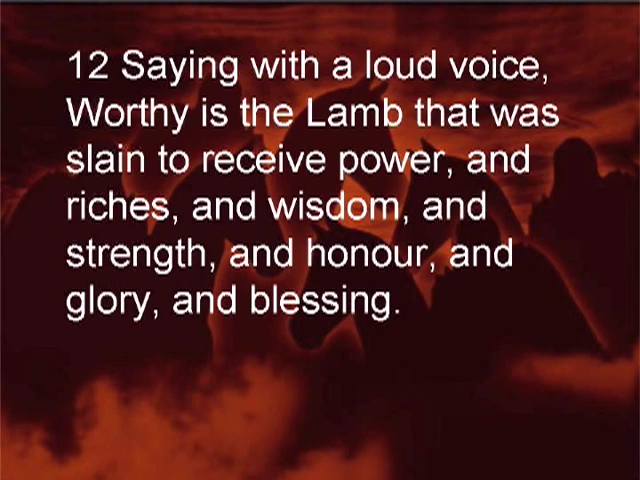 12 Saying with a loud voice,
Worthy is the Lamb that was
slain to receive power, and
riches, and wisdom, and
strength, and honour, and
glory, and blessing.